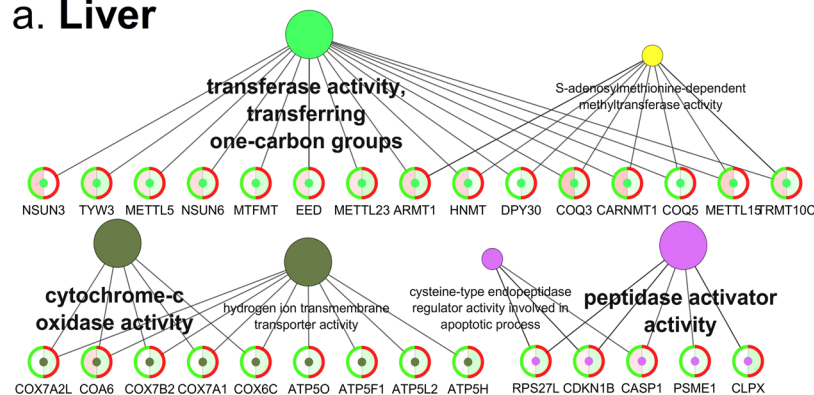 a. Liver
transferase activity,
transferring
one-carbon groups
S-adenosylmethionine-dependent
methyltransferase activity
NSUN3 TYW3 METTL5 NSUN6 MTFMT EED METTL23 ARMT1 HNMT DPY30 COQ3 CARNMT1 COQ5 METTL15 TRMT10C
cytochrome-c
oxidase activity
hydrogen ion transmembrane
transporter activity
cysteine-type endopeptidase
regulator activity involved in
apoptotic process
peptidase activator
activity
COX7A2L COA6 COX7B2 COX7A1 COX6C ATP5O ATP5F1 ATP5L2 ATP5H RPS27L CDKN1B CASP1 PSME1 CLPX